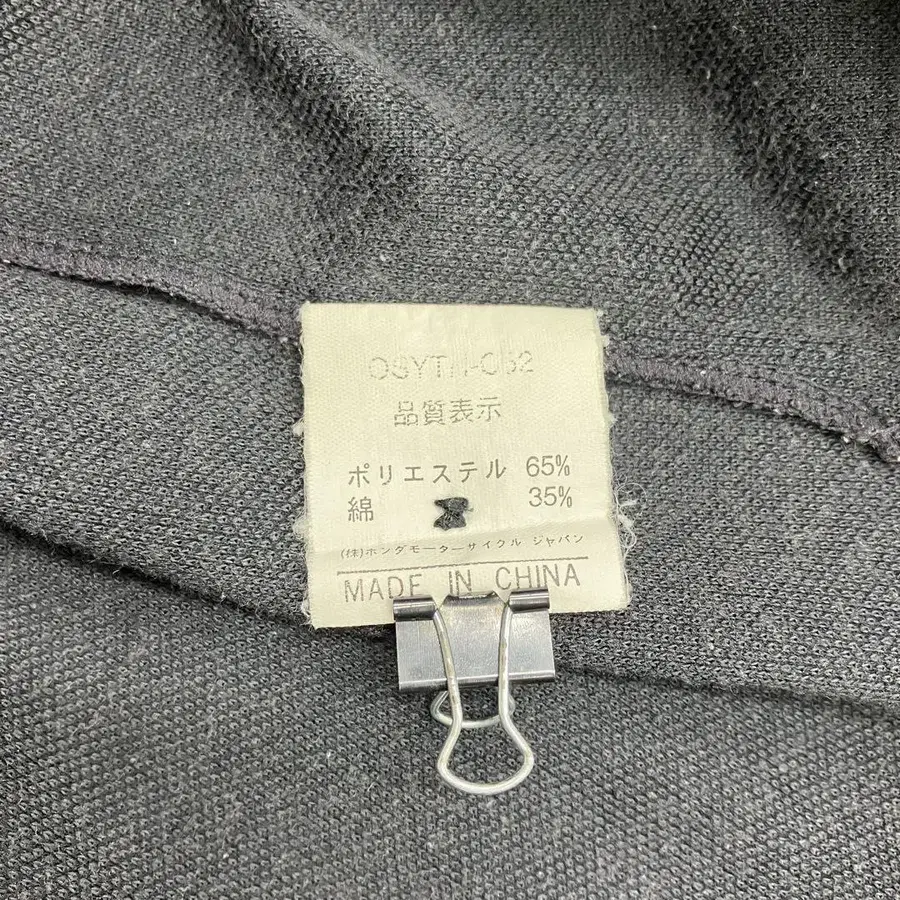 品質表示
ポリエステル 65%
綿 35%
(株)ホンダモーターサイクル ジャパン
MADE IN CHINA